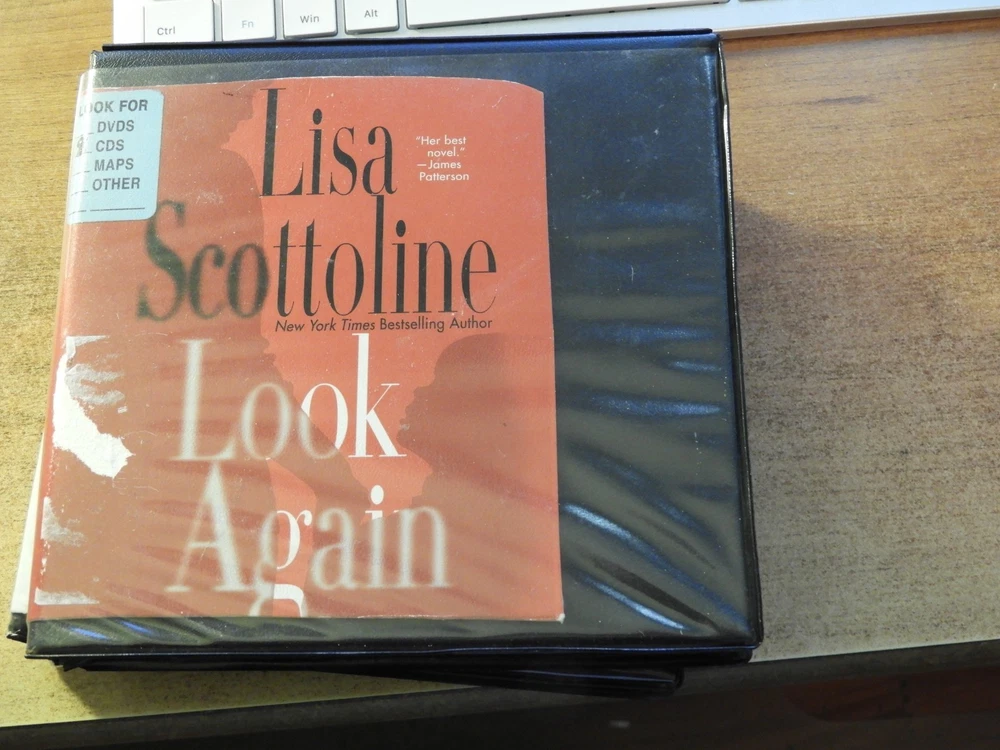 Ctrl
Fn
Win
Alt
LOOK FOR
DVDS
CDS
MAPS
OTHER
Lisa
Scottoline
"Her best
novel."
—James
Patterson
New York Times Bestselling Author
Look
Again